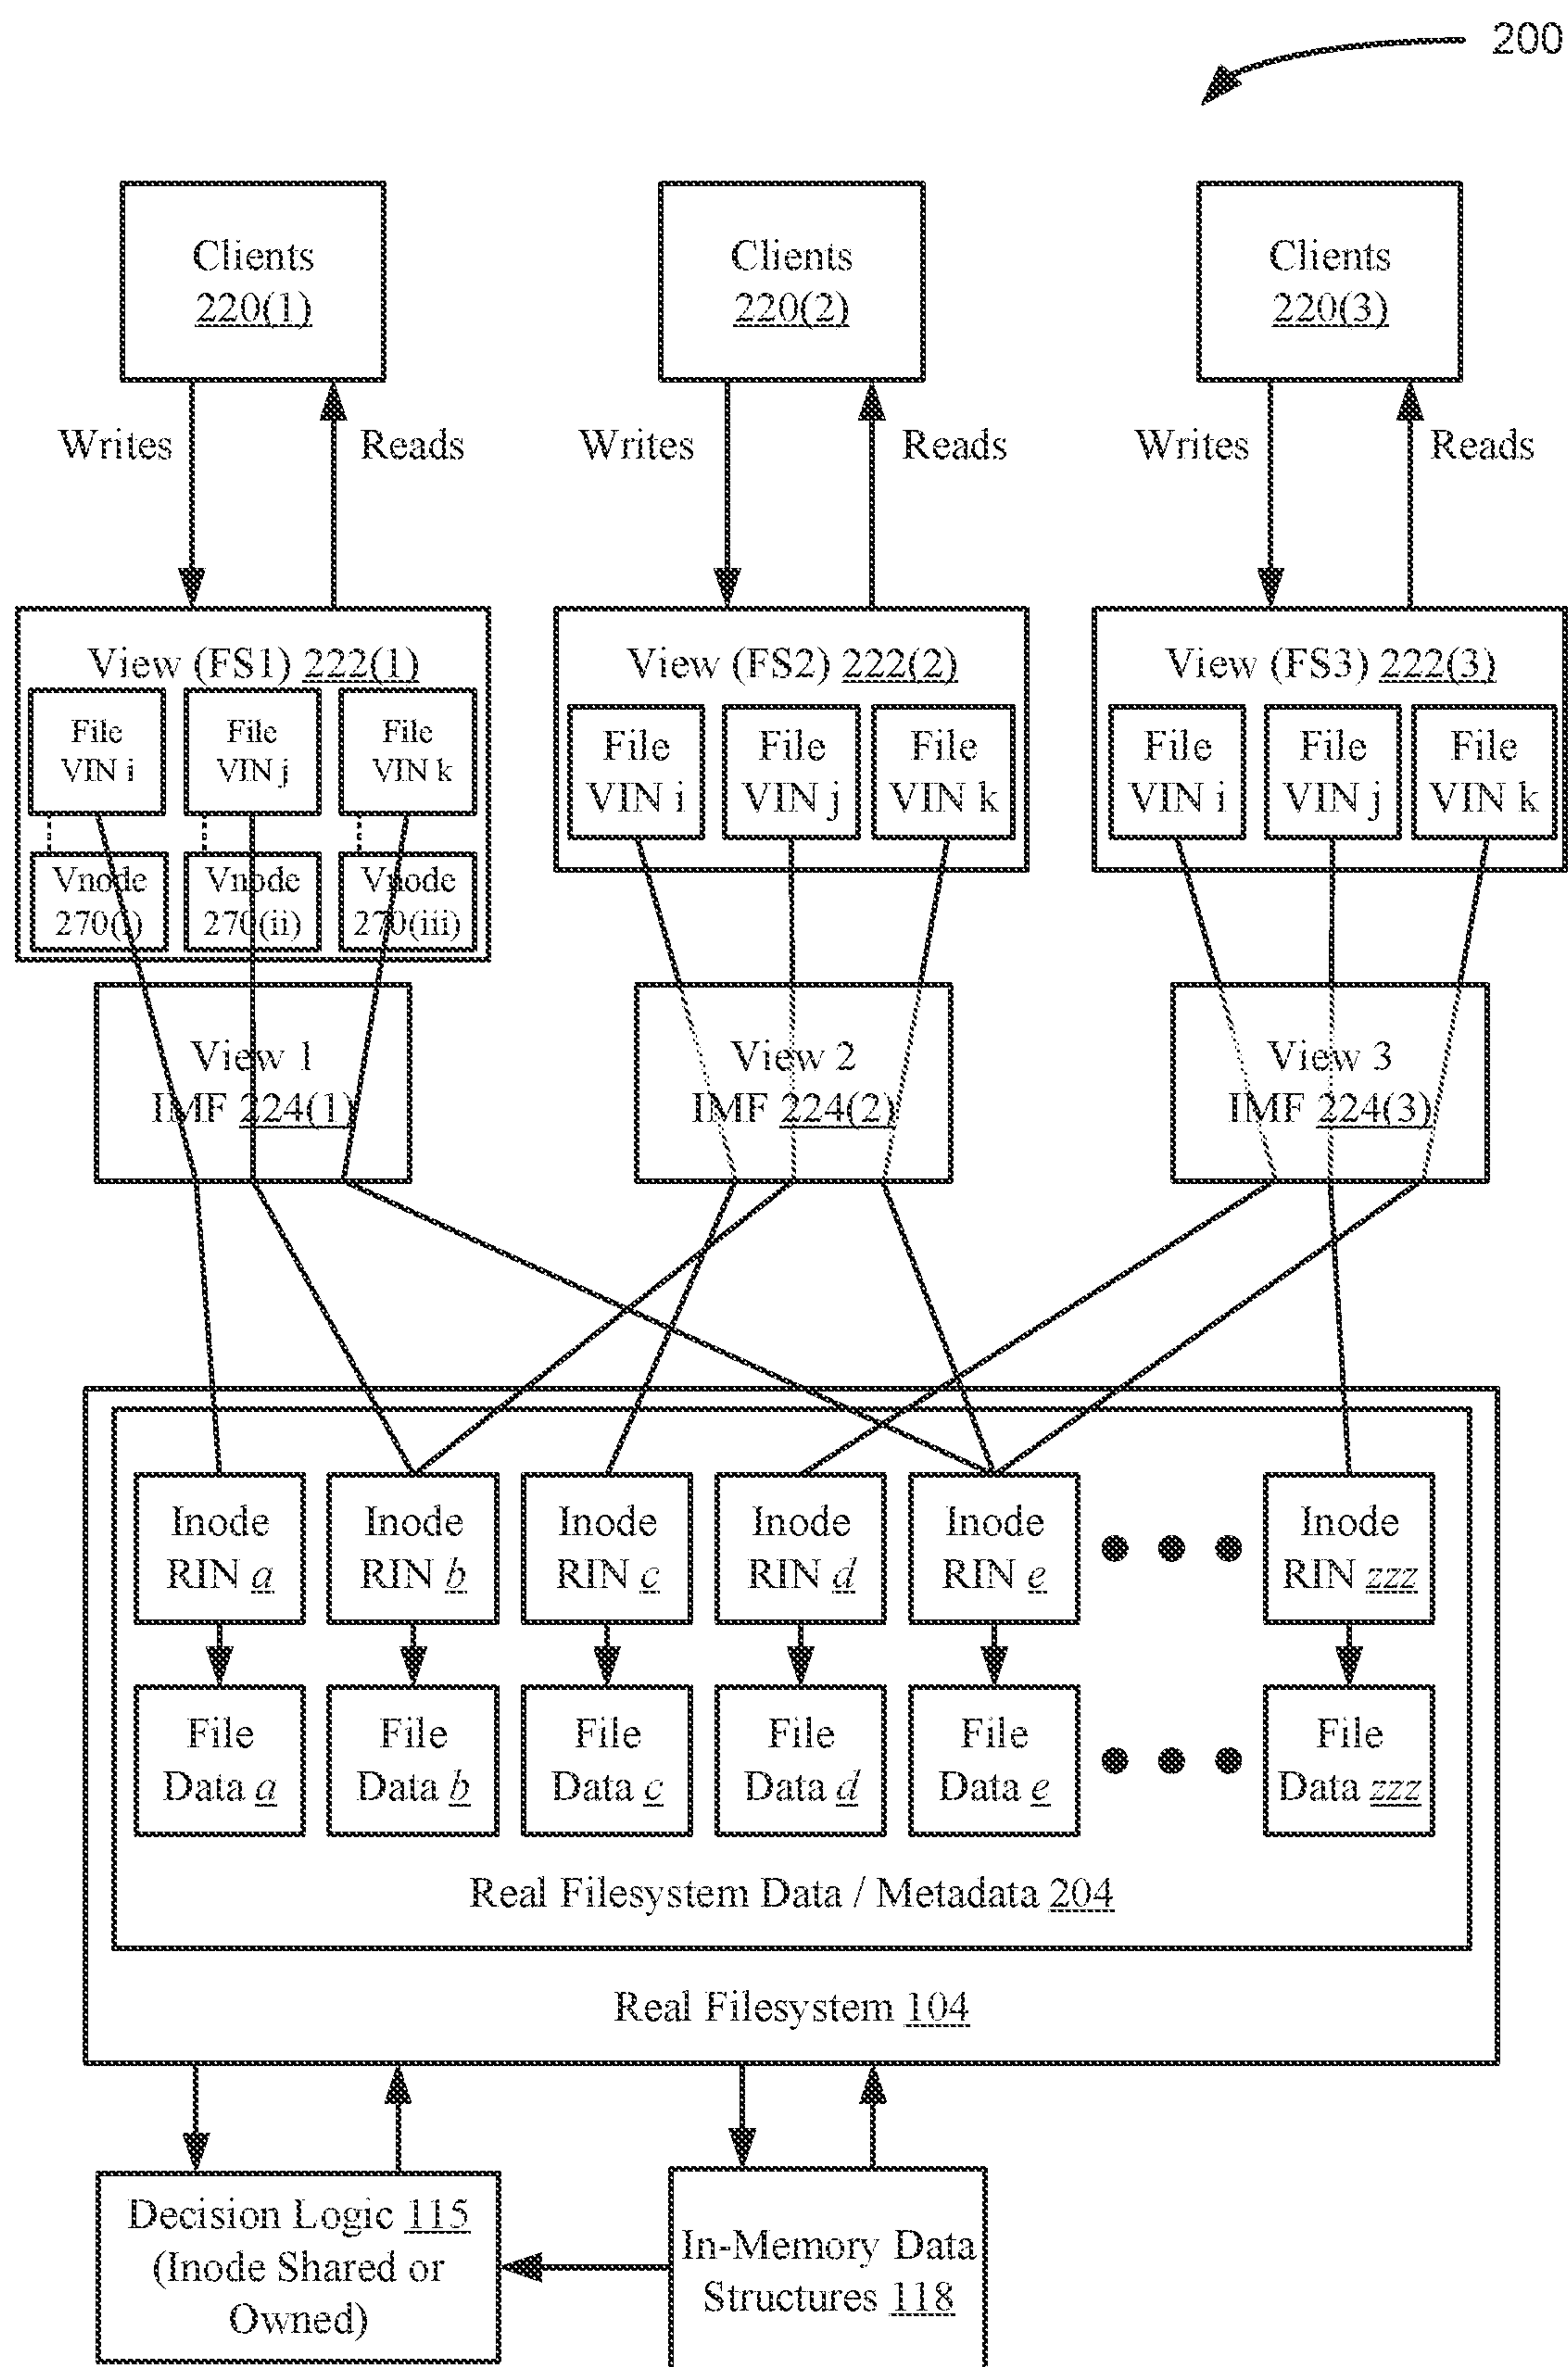 200
Clients
220(1)
Clients
220(2)
Clients
220(3)
Writes
Reads
Writes
Reads
Writes
Reads
View (FS1) 222(1)
File
VIN i
File
VIN j
File
VIN k
Vnode
270(i)
Vnode
270(ii)
Vnode
270(iii)
View (FS2) 222(2)
File
VIN i
File
VIN j
File
VIN k
View (FS3) 222(3)
File
VIN i
File
VIN j
File
VIN k
View 1
IMF 224(1)
View 2
IMF 224(2)
View 3
IMF 224(3)
Inode
RIN a
Inode
RIN b
Inode
RIN c
Inode
RIN d
Inode
RIN e
Inode
RIN zzz
File
Data a
File
Data b
File
Data c
File
Data d
File
Data e
File
Data zzz
Real Filesystem Data / Metadata 204
Real Filesystem 104
Decision Logic 115
(Inode Shared or
Owned)
In-Memory Data
Structures 118